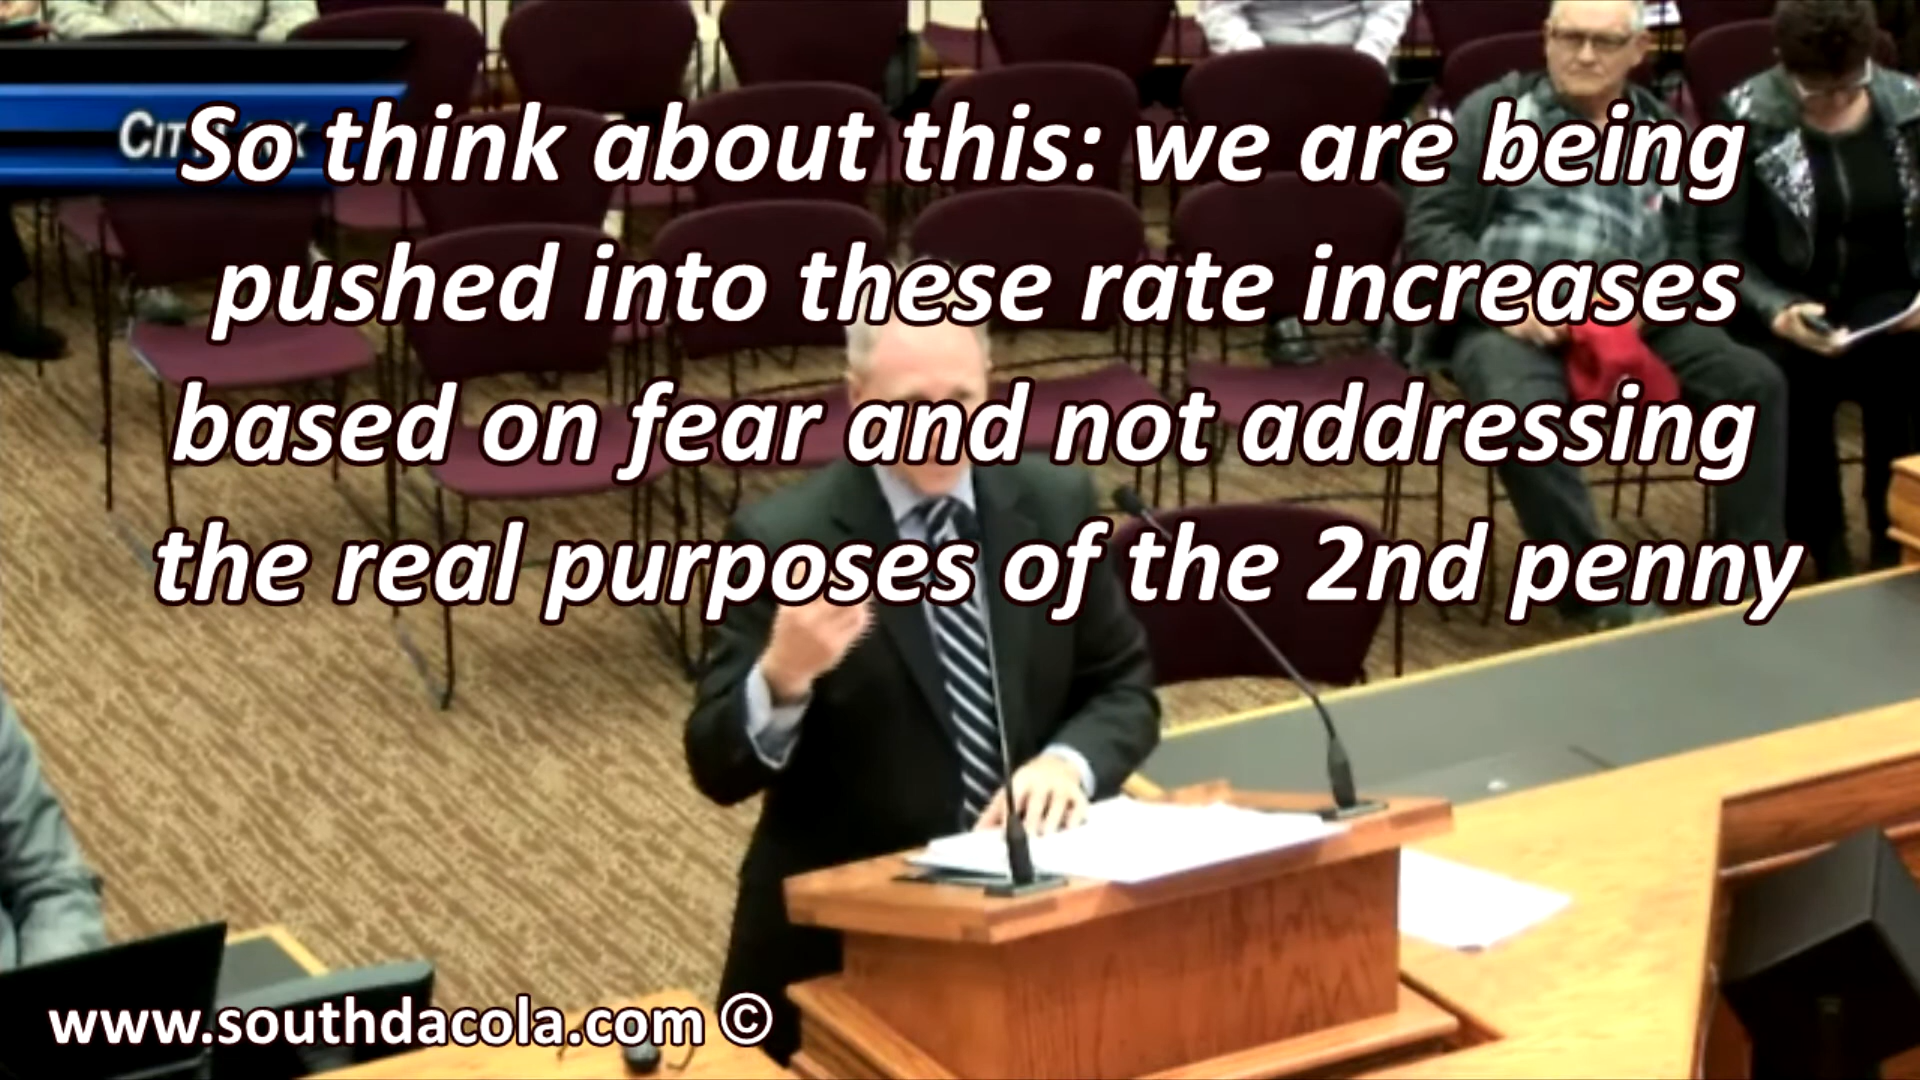 So think about this: we are being
pushed into these rate increases
based on fear and not addressing
the real purposes of the 2nd penny
www.southdacola.com ©